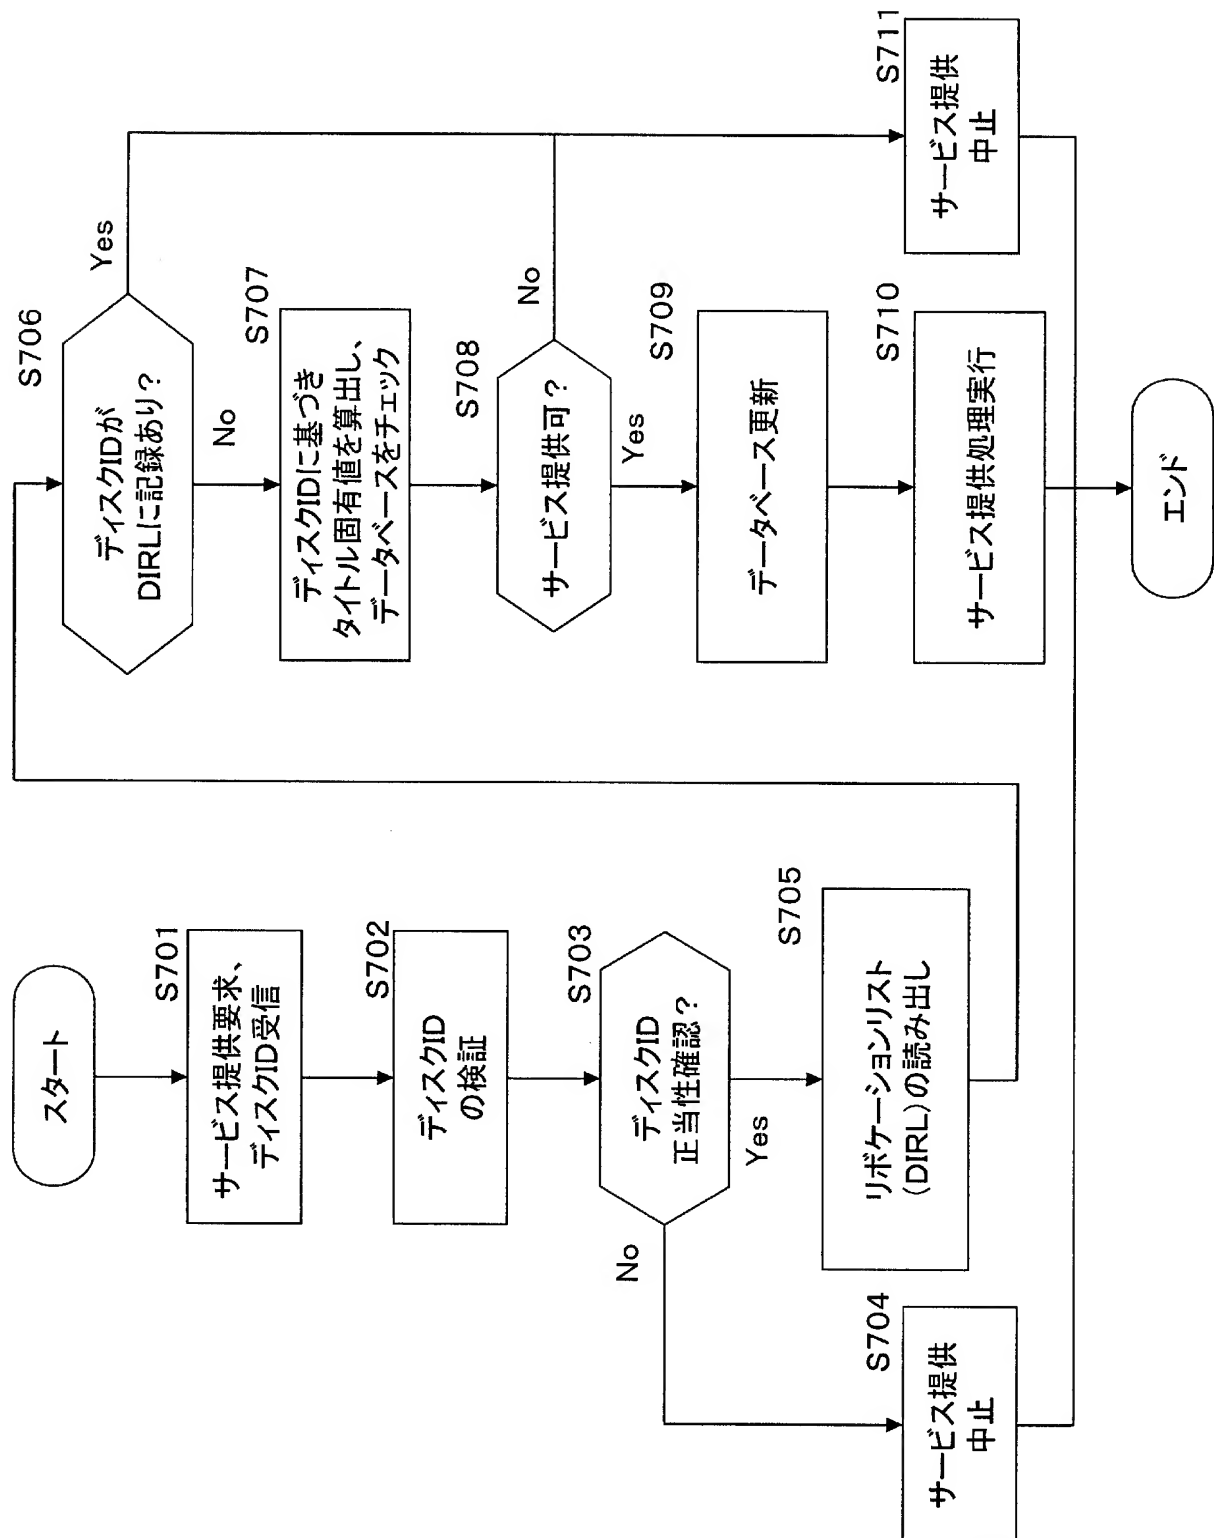 スタート
S701
サービス提供要求、
ディスクID受信
S702
ディスクID
の検証
S703
ディスクID
正当性確認？
No
Yes
S704
サービス提供
中止
S705
リボケーションリスト
(DIRL)の読み出し
S706
ディスクIDが
DIRLに記録あり？
Yes
No
S707
ディスクIDに基づき
タイトル固有値を算出し、
データベースをチェック
S708
サービス提供可？
No
Yes
S709
データベース更新
S710
サービス提供処理実行
S711
サービス提供
中止
エンド